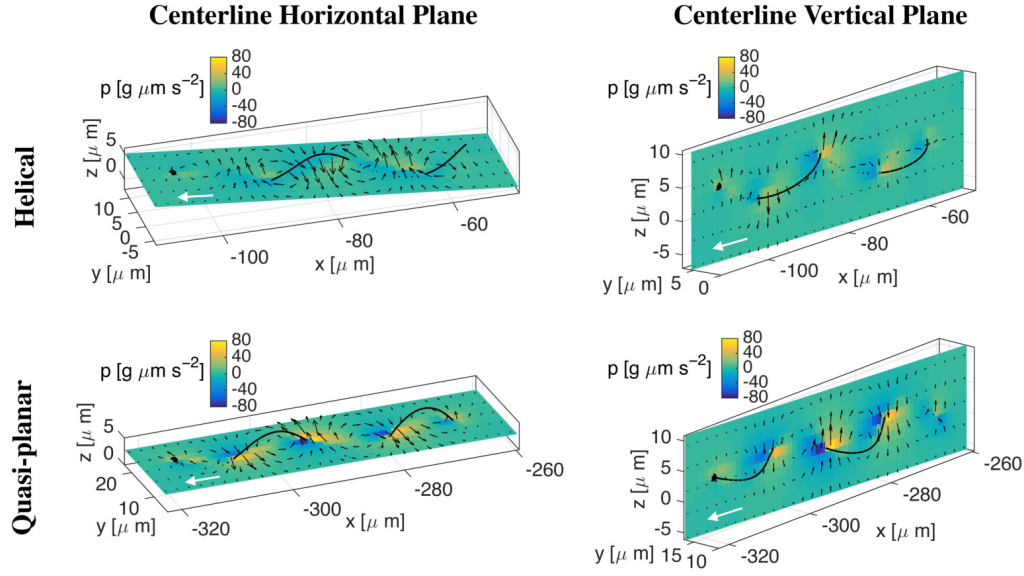 Centerline Horizontal Plane
Centerline Vertical Plane
Helical
p [g μm s⁻²]
80
40
0
-40
-80
z [μ m]
5
0
y [μ m]
10
5
0
-5
x [μ m]
-100
-80
-60
p [g μm s⁻²]
80
40
0
-40
-80
z [μ m]
10
5
0
-5
y [μ m]
5
0
x [μ m]
-100
-80
-60
Quasi-planar
p [g μm s⁻²]
80
40
0
-40
-80
z [μ m]
5
0
y [μ m]
20
10
x [μ m]
-320
-300
-280
-260
p [g μm s⁻²]
80
40
0
-40
-80
z [μ m]
10
5
0
-5
y [μ m]
15
10
x [μ m]
-320
-300
-280
-260